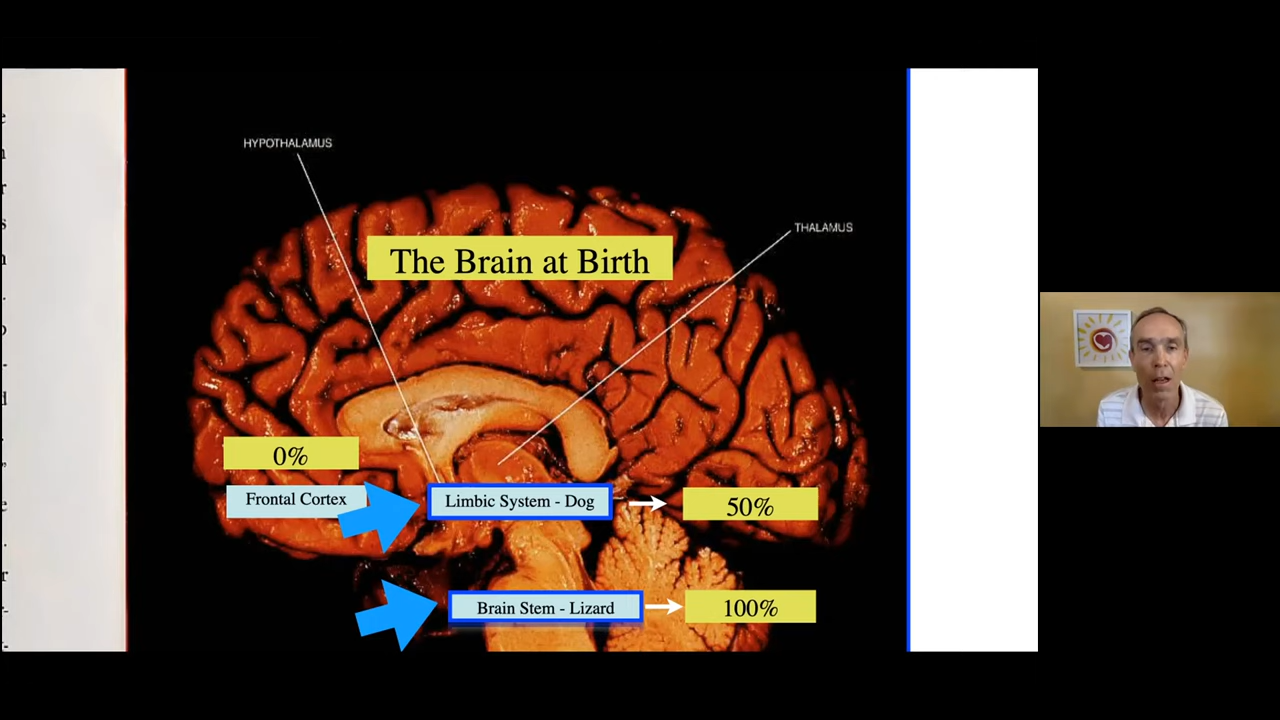 HYPOTHALAMUS
THALAMUS
The Brain at Birth
0%
Frontal Cortex
Limbic System - Dog
50%
Brain Stem - Lizard
100%